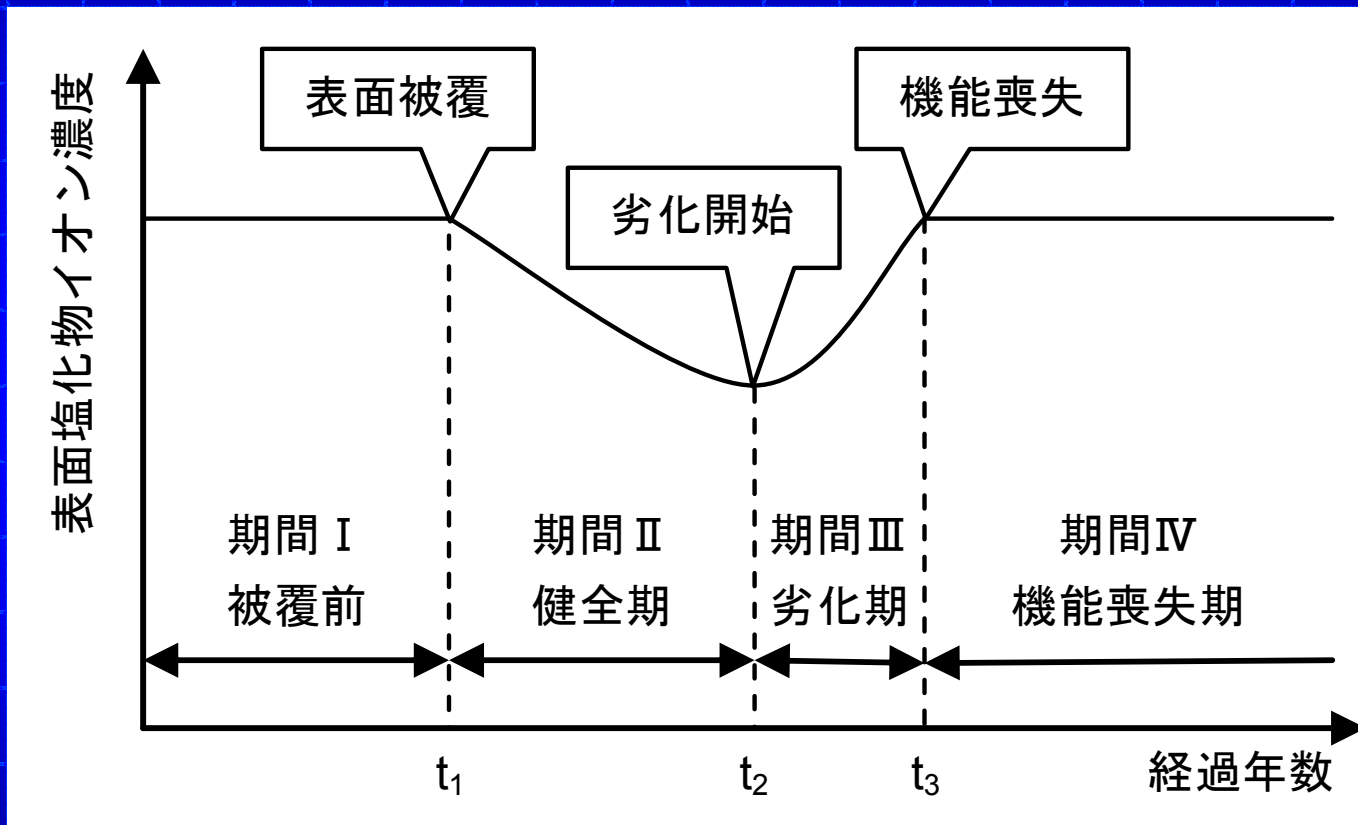 表面塩化物イオン濃度
表面被覆
機能喪失
劣化開始
期間Ⅰ
被覆前
期間Ⅱ
健全期
期間Ⅲ
劣化期
期間Ⅳ
機能喪失期
t₁
t₂
t₃
経過年数